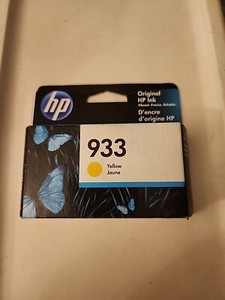 hp
Original
HP Ink
D'encre
d'origine HP
933
Yellow
Jaune